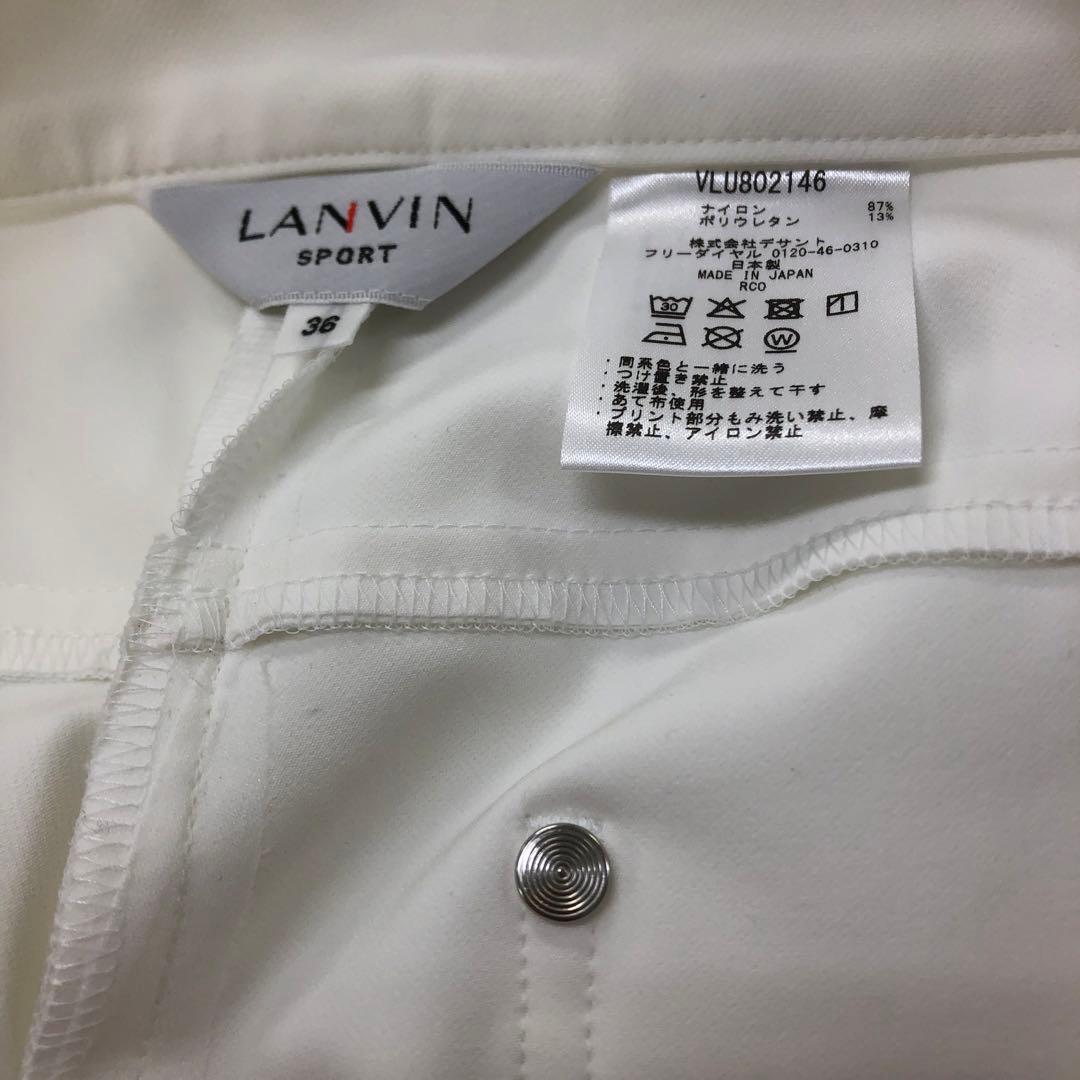 LANVIN
SPORT
36
VLU802146
ナイロン 87%
ポリウレタン 13%
株式会社デサント
フリーダイヤル 0120-46-0310
日本製
MADE IN JAPAN
RCO
30
W
・同系色と一緒に洗う
・つけ置き禁止
・洗濯後、形を整えて干す
・あて布使用
・プリント部分もみ洗い禁止、摩
擦禁止、アイロン禁止